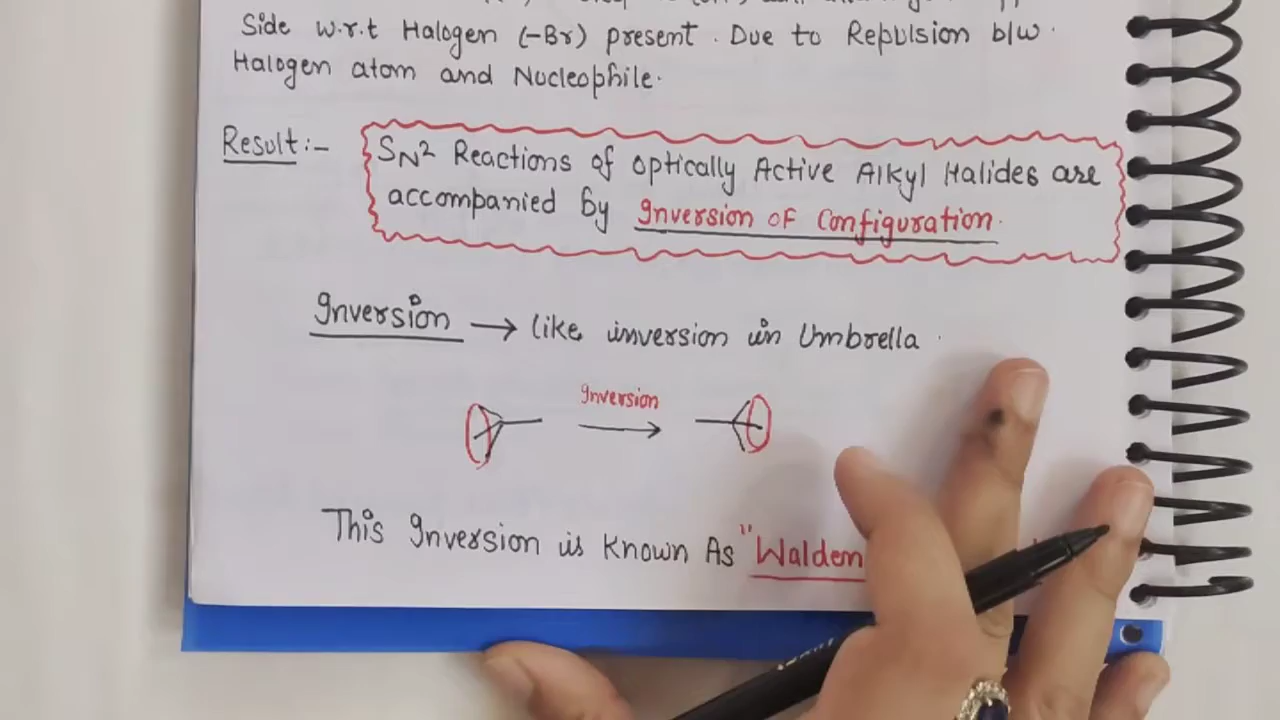 Side w.r.t Halogen (-Br) present. Due to Repulsion b/w.
Halogen atom and Nucleophile.
Result:-
SN2 Reactions of optically Active Alkyl Halides are
accompanied by Inversion of Configuration.
Inversion → like inversion in Umbrella.
Inversion
This Inversion is Known As "Walden